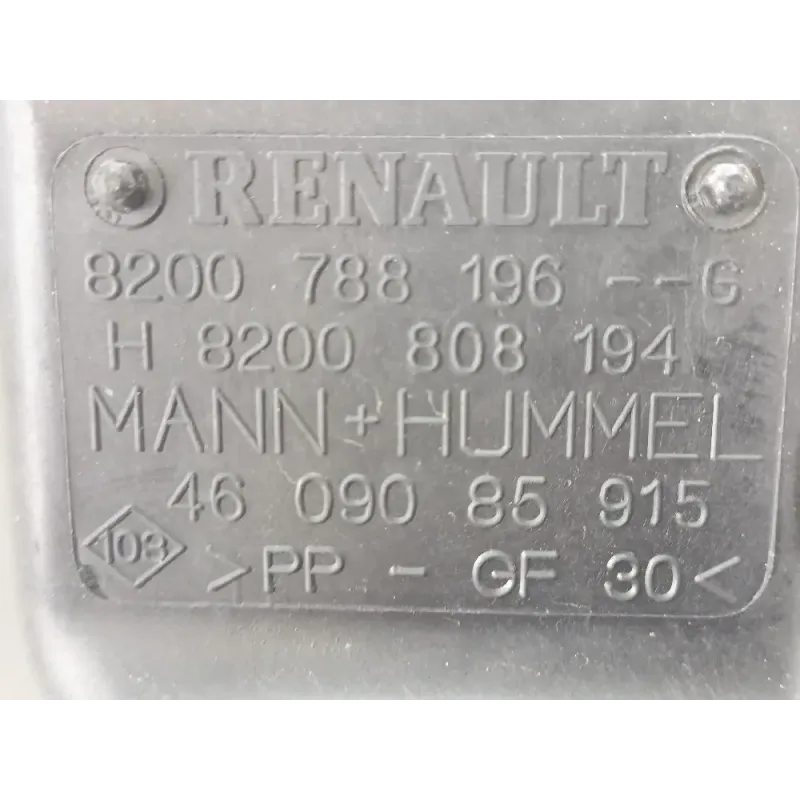 RENAULT
8200 788 196 --G
H 8200 808 194
MANN+HUMMEL
46 090 85 915
103 >PP - GF 30<